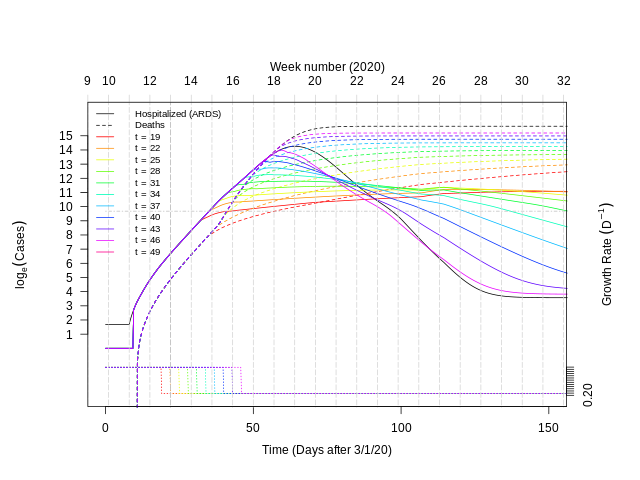 Week number (2020)
9 10 12 14 16 17 18 19 20 22 24 26 28 29 30 32
Hospitalized (ARDS)
Deaths
t = 19
t = 22
t = 25
t = 28
t = 31
t = 34
t = 37
t = 40
t = 43
t = 46
t = 49
15
14
13
12
11
10
9
8
7
6
5
4
3
2
1
logₑ(Cases)
Growth Rate (D⁻¹)
0.20
0 50 100 150
Time (Days after 3/1/20)